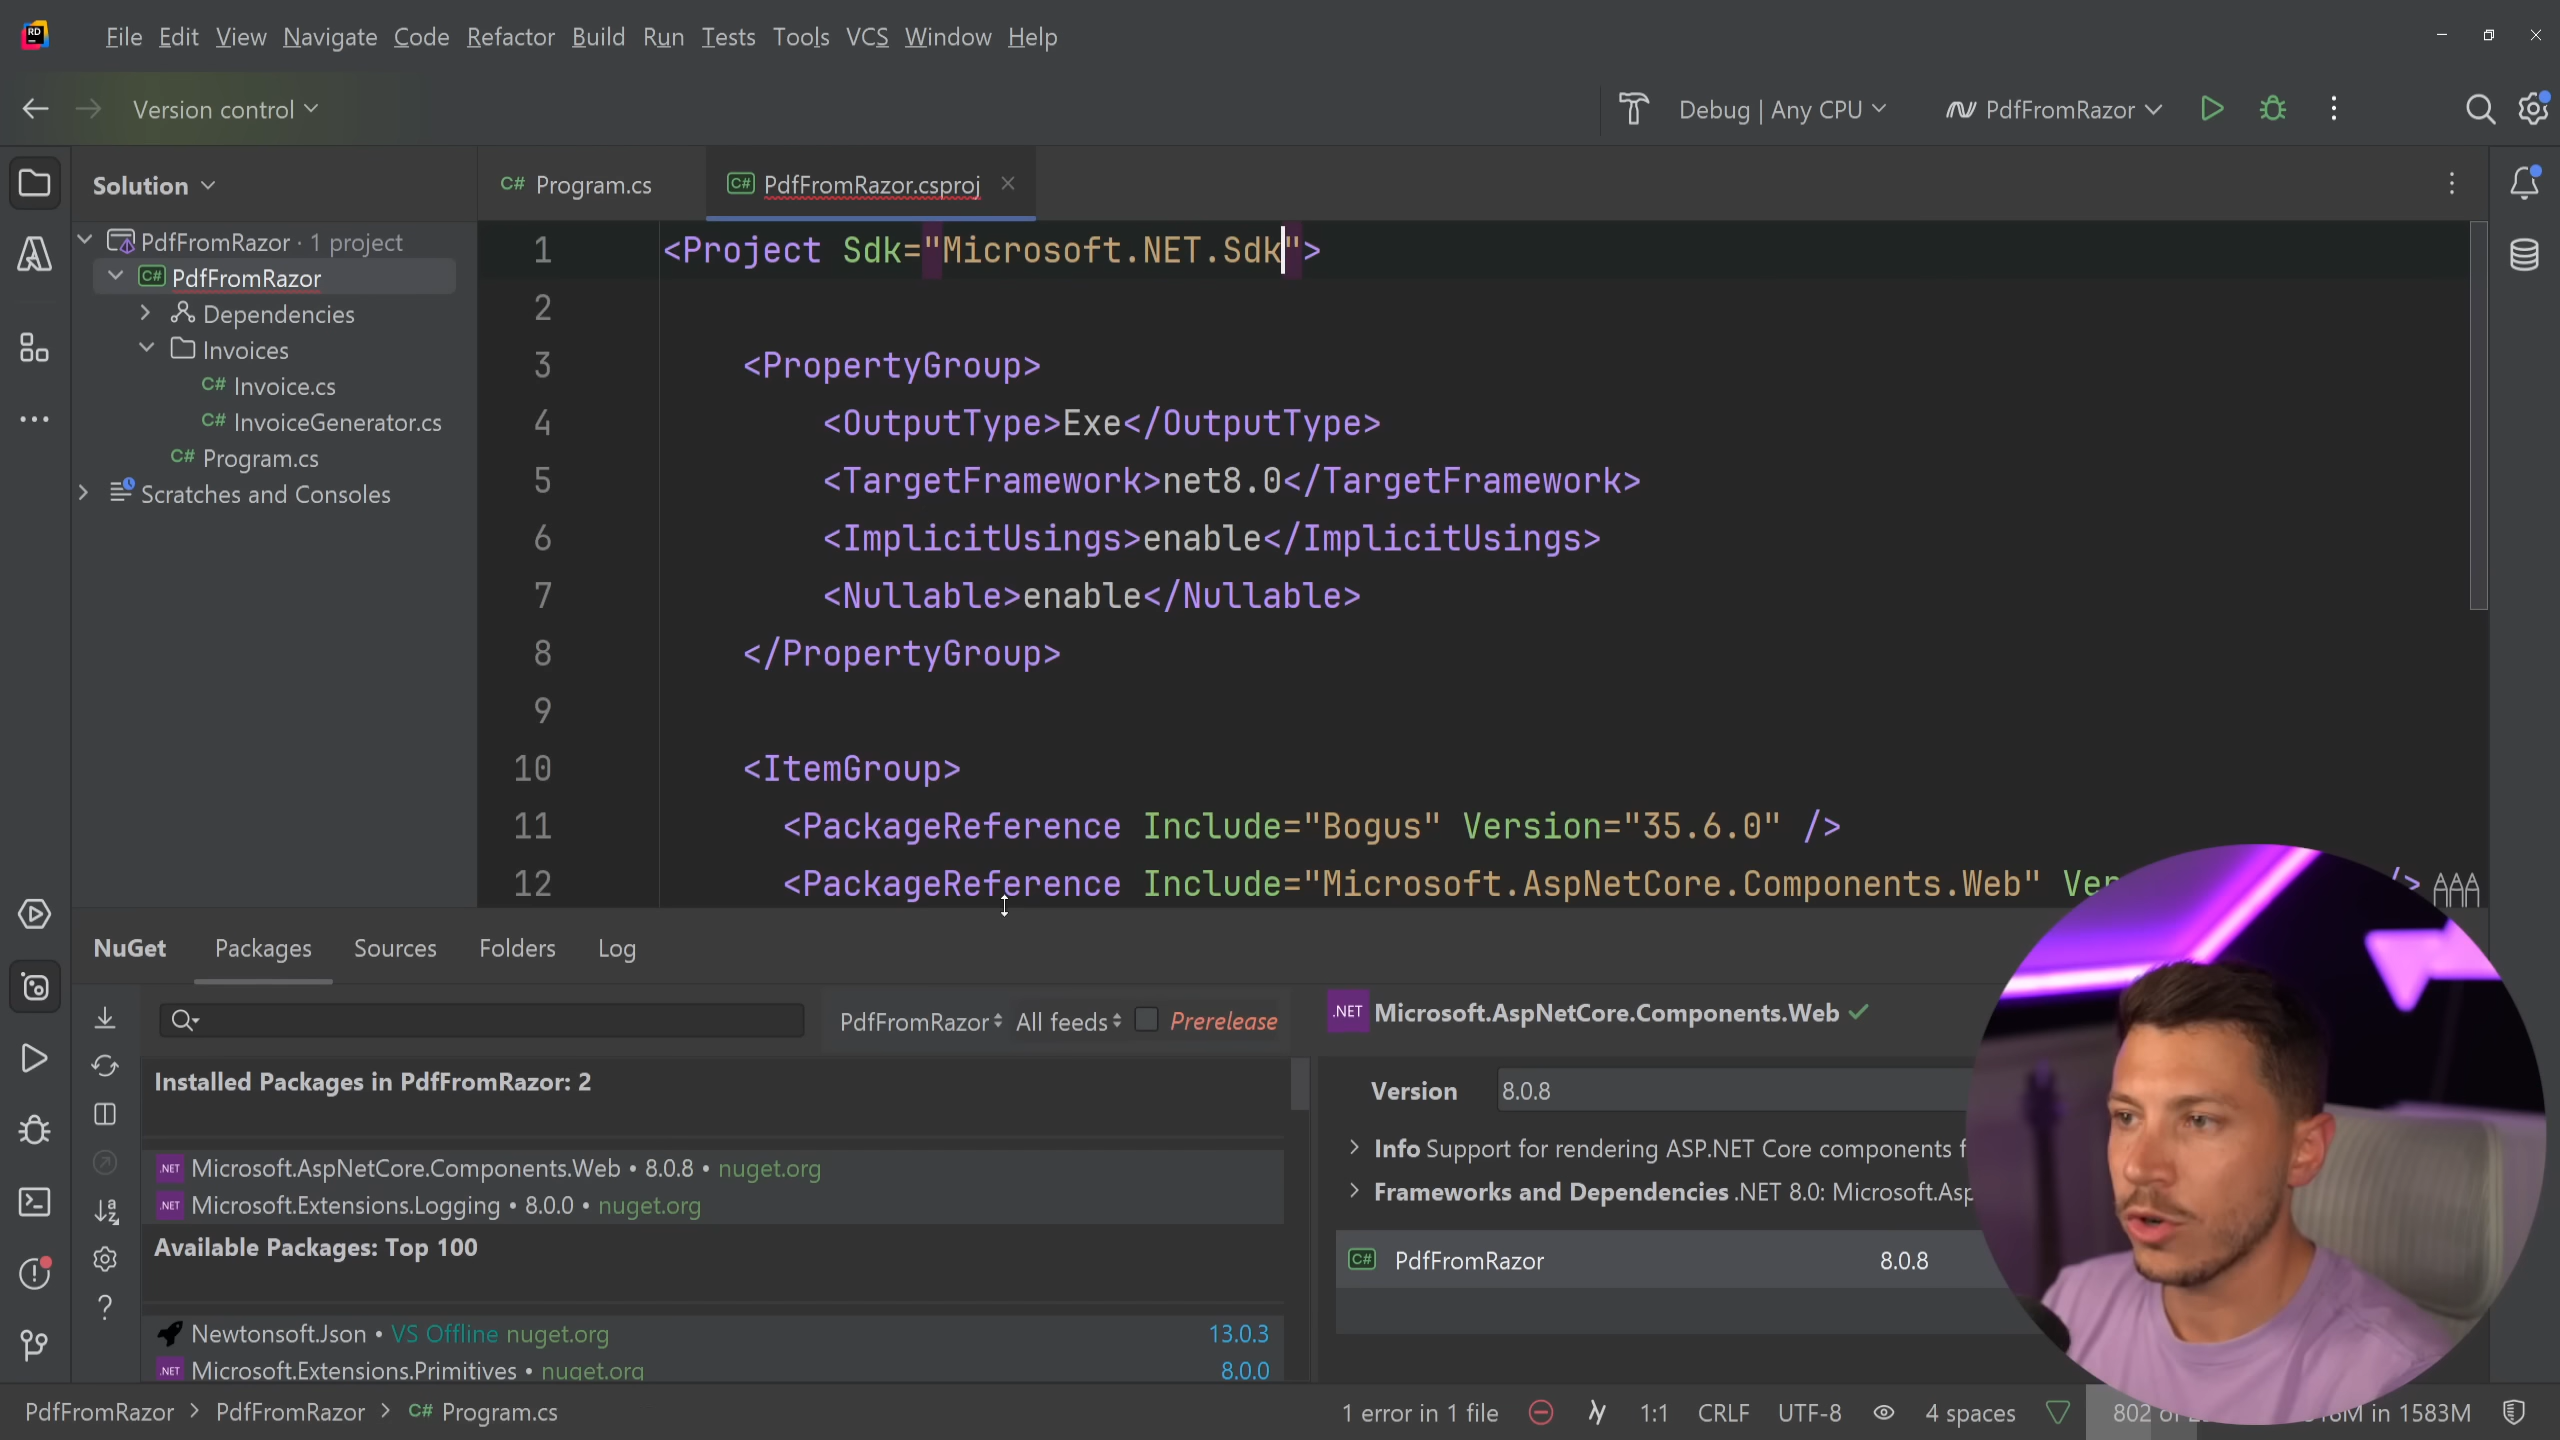 File Edit View Navigate Code Refactor Build Run Tests Tools VCS Window Help
Version control
Debug | Any CPU
PdfFromRazor
Solution
PdfFromRazor · 1 project
PdfFromRazor
Dependencies
Invoices
C# Invoice.cs
C# InvoiceGenerator.cs
C# Program.cs
Scratches and Consoles
C# Program.cs
C# PdfFromRazor.csproj
1 <Project Sdk="Microsoft.NET.Sdk">
2
3 <PropertyGroup>
4 <OutputType>Exe</OutputType>
5 <TargetFramework>net8.0</TargetFramework>
6 <ImplicitUsings>enable</ImplicitUsings>
7 <Nullable>enable</Nullable>
8 </PropertyGroup>
9
10 <ItemGroup>
11 <PackageReference Include="Bogus" Version="35.6.0" />
12 <PackageReference Include="Microsoft.AspNetCore.Components.Web" />
NuGet Packages Sources Folders Log
PdfFromRazor All feeds Prerelease
Installed Packages in PdfFromRazor: 2
.NET Microsoft.AspNetCore.Components.Web • 8.0.8 • nuget.org
.NET Microsoft.Extensions.Logging • 8.0.0 • nuget.org
Available Packages: Top 100
Newtonsoft.Json • VS Offline nuget.org 13.0.3
.NET Microsoft.Extensions.Primitives • nuget.org 8.0.0
.NET Microsoft.AspNetCore.Components.Web
Version 8.0.8
Info Support for rendering ASP.NET Core components
Frameworks and Dependencies .NET 8.0:
C# PdfFromRazor 8.0.8
PdfFromRazor > PdfFromRazor > C# Program.cs
1 error in 1 file 1:1 CRLF UTF-8 4 spaces 802 in 1583M